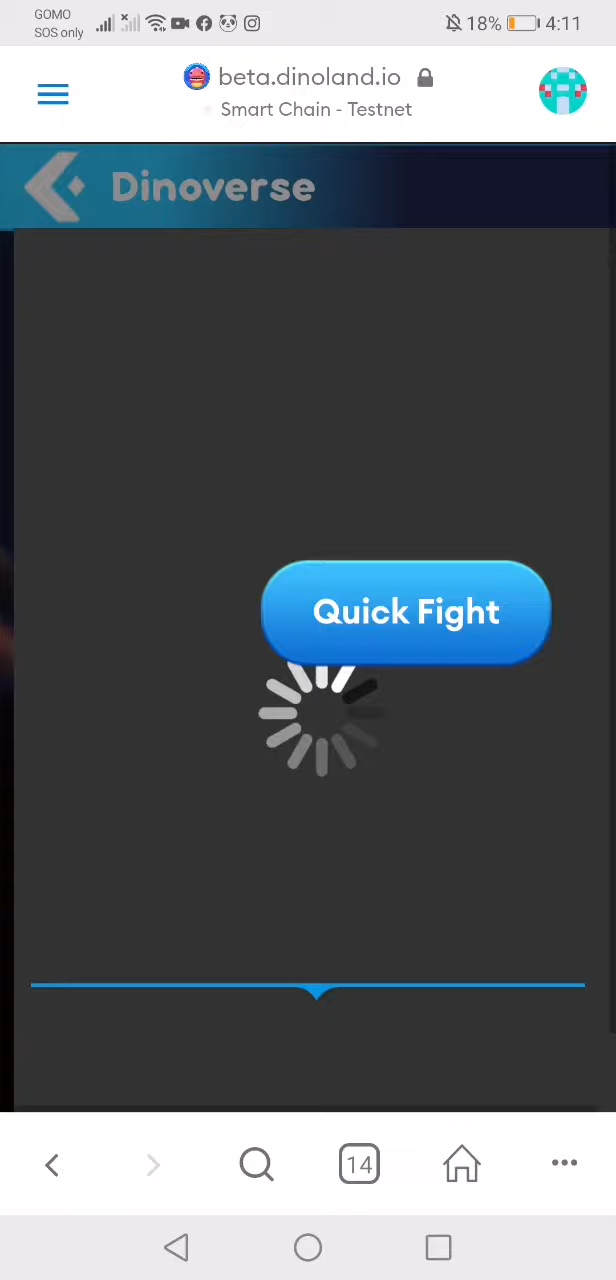 GOMO
SOS only
18% 4:11
beta.dinoland.io
Smart Chain - Testnet
Dinoverse
Quick Fight
14